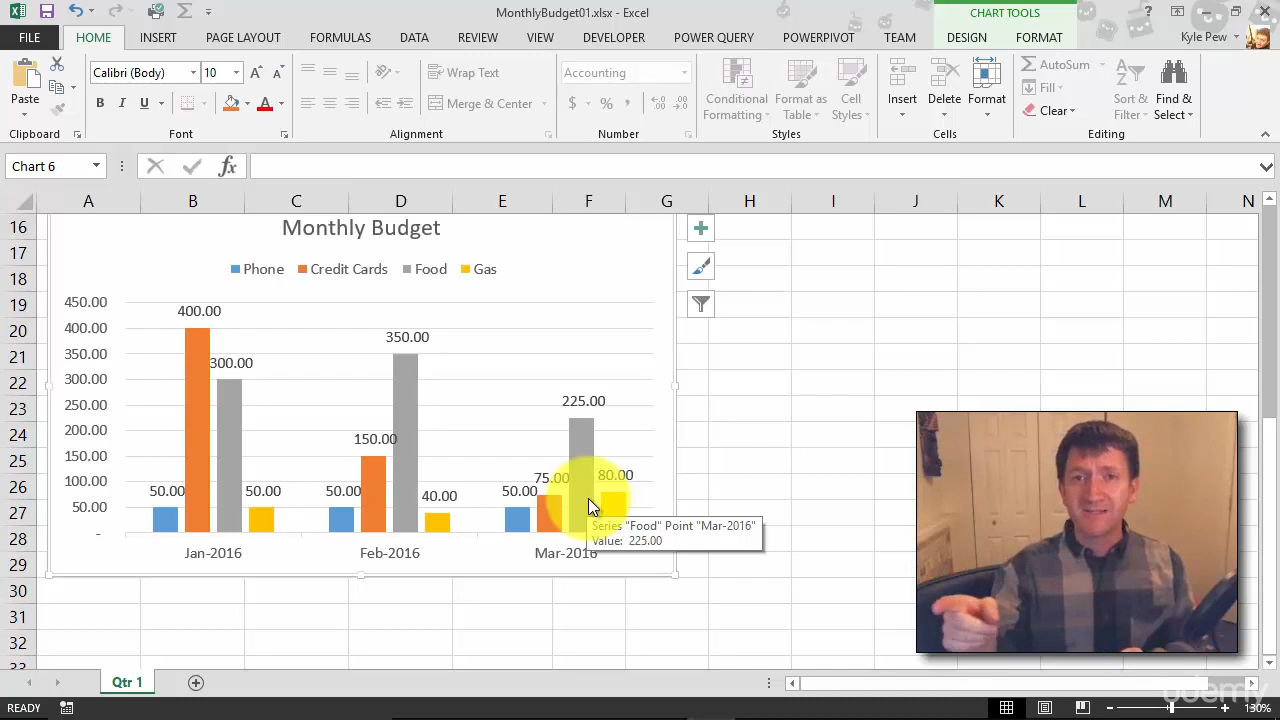 MonthlyBudget01.xlsx - Excel
CHART TOOLS
?
FILE
HOME
INSERT
PAGE LAYOUT
FORMULAS
DATA
REVIEW
VIEW
DEVELOPER
POWER QUERY
POWERPIVOT
TEAM
DESIGN
FORMAT
Kyle Pew
Paste
Calibri (Body)
10
B I U A
Wrap Text
Merge & Center
Accounting
$ % ,
Conditional Formatting
Format as Table
Cell Styles
Insert
Delete
Format
AutoSum
Fill
Clear
Sort & Filter
Find & Select
Clipboard
Font
Alignment
Number
Styles
Cells
Editing
Chart 6
fx
A B C D E F G H I J K L M N
16
17
18
19
20
21
22
23
24
25
26
27
28
29
30
31
32
33
Monthly Budget
Phone Credit Cards Food Gas
450.00
400.00
350.00
300.00
250.00
200.00
150.00
100.00
50.00
-
50.00 400.00 300.00 50.00
50.00 150.00 350.00 40.00
50.00 75.00 225.00 80.00
Jan-2016 Feb-2016 Mar-2016
Series "Food" Point "Mar-2016"
Value: 225.00
Qtr 1
READY
130%
udemy